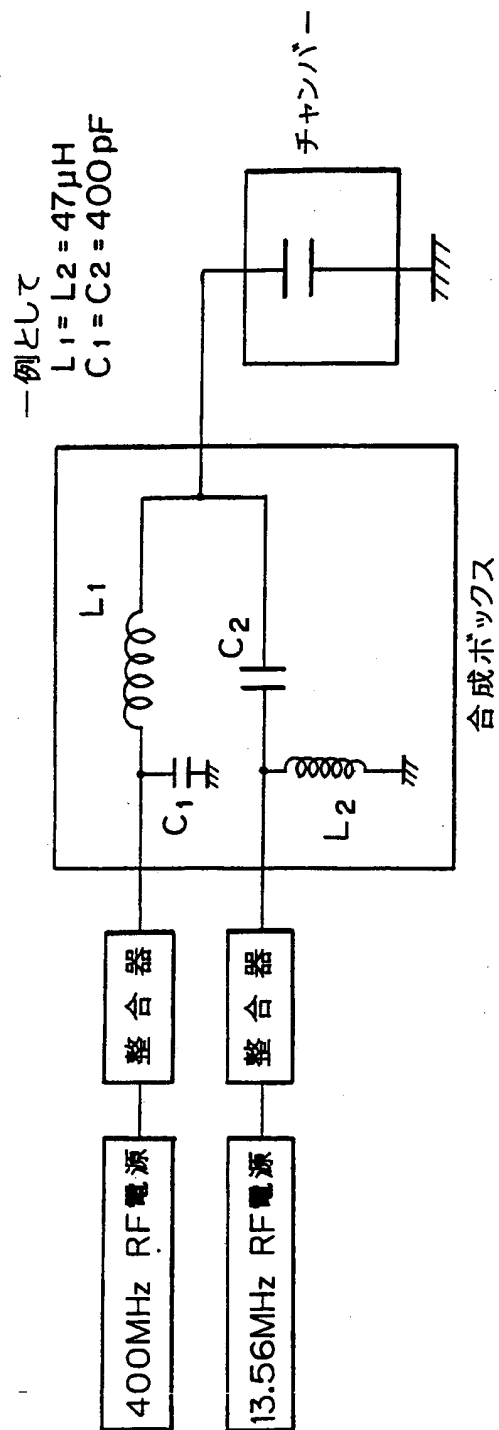 一例として
L1 = L2 = 47μH
C1 = C2 = 400pF
400MHz RF電源
整合器
C1
L1
13.56MHz RF電源
整合器
L2
C2
合成ボックス
チャンバー